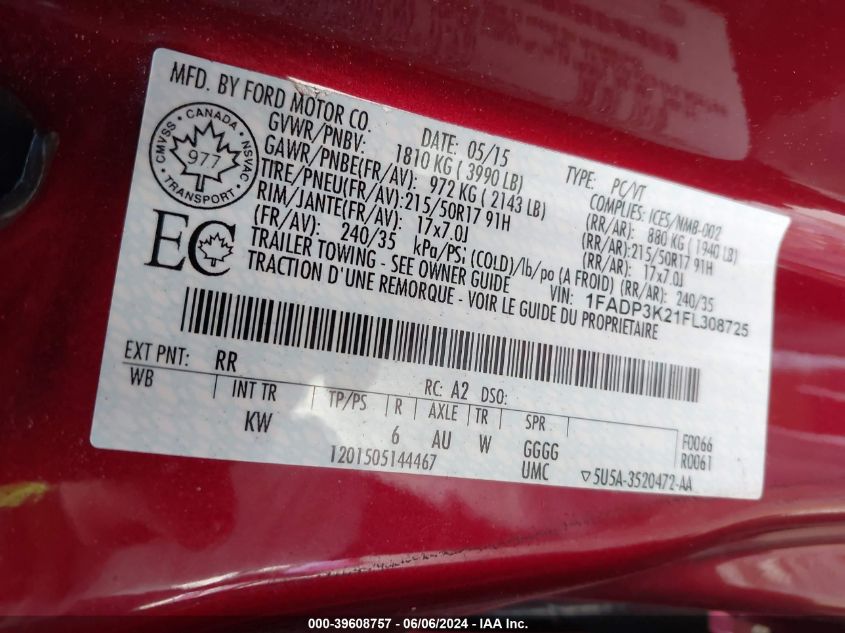 MFD. BY FORD MOTOR CO.
DATE: 05/15 TYPE: PC/VT
GVWR/PNBV: 1810 KG ( 3990 LB) COMPLIES: ICES/NMB-002
GAWR/PNBE(FR/AV): 972 KG ( 2143 LB) (RR/AR): 880 KG ( 1940 LB)
TIRE/PNEU(FR/AV):215/50R17 91H (RR/AR):215/50R17 91H
RIM/JANTE(FR/AV): 17x7.0J (RR/AR): 17x7.0J
(FR/AV): 240/35 kPa/PS: (COLD)/lb/po (A FROID) (RR/AR): 240/35
TRAILER TOWING - SEE OWNER GUIDE VIN: 1FADP3K21FL308725
TRACTION D'UNE REMORQUE - VOIR LE GUIDE DU PROPRIETAIRE
CANADA
CMVSS NSVAC
977
TRANSPORT
EC
EXT PNT: RR RC: A2 DSO:
WB INT TR TP/PS R AXLE TR SPR
KW 6 AU W GGGG F0066
1201505144467 UMC R0061
5U5A-3520472-AA
000-39608757 - 06/06/2024 - IAAI Inc.